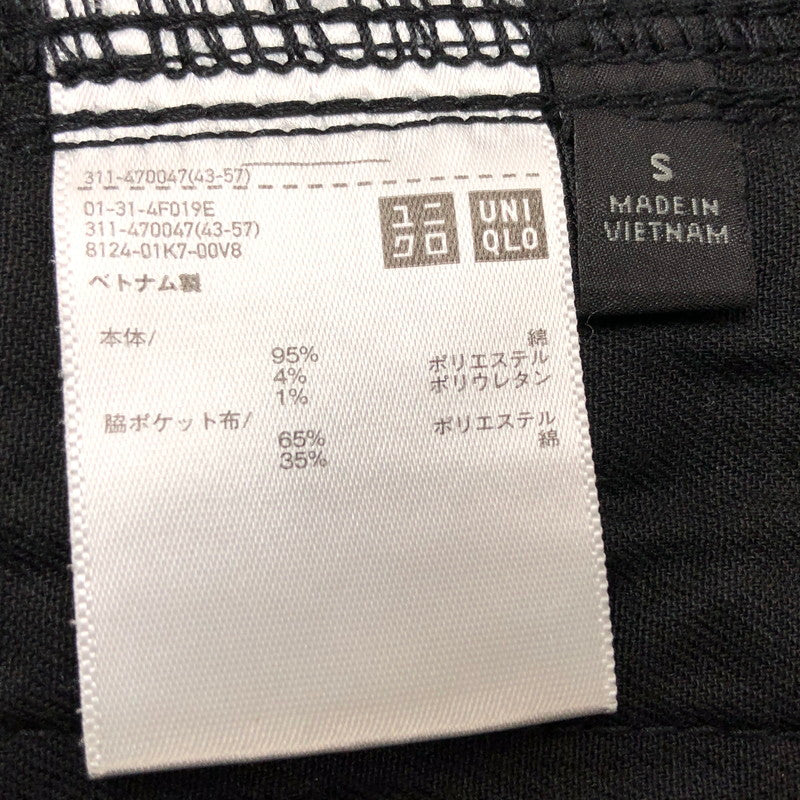 311-470047(43-57)
01-31-4F019E
311-470047(43-57)
8124-01K7-00V8
ユニ
クロ
UNI
QLO
ベトナム製
本体/
綿
95%
ポリエステル
4%
ポリウレタン
1%
脇ポケット布/
ポリエステル
65%
綿
35%
S
MADE IN
VIETNAM